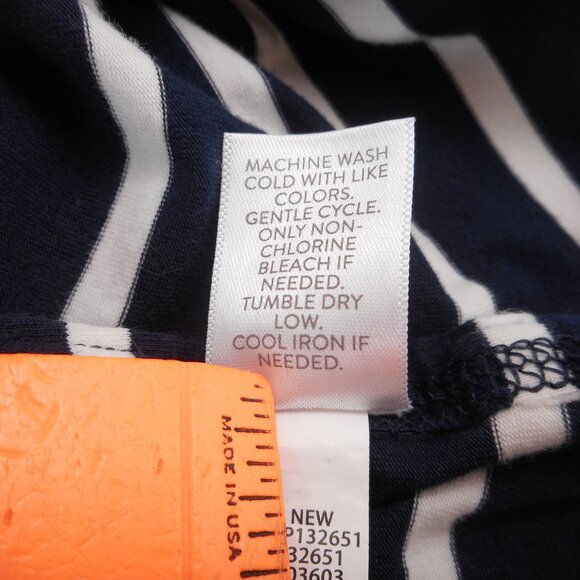 MACHINE WASH
COLD WITH LIKE
COLORS.
GENTLE CYCLE.
ONLY NON-
CHLORINE
BLEACH IF
NEEDED.
TUMBLE DRY
LOW.
COOL IRON IF
NEEDED.
MADE IN USA
NEW
P132651
32651
03603